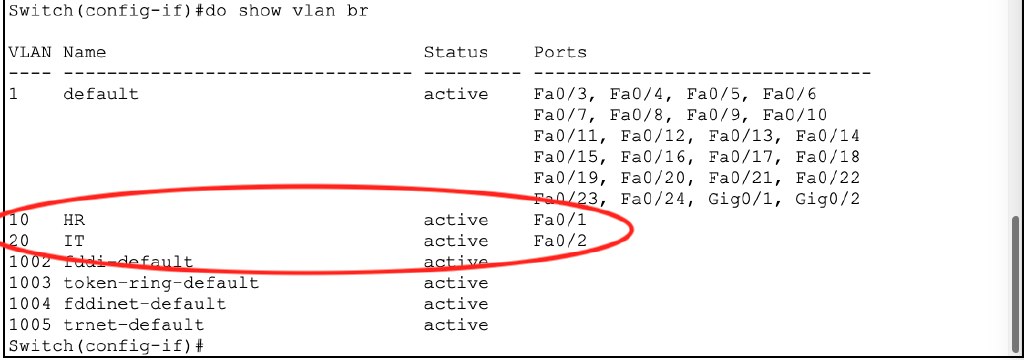 Switch(config-if)#do show vlan br
VLAN Name                             Status    Ports
---- -------------------------------- --------- -------------------------------
1    default                          active    Fa0/3, Fa0/4, Fa0/5, Fa0/6
                                                Fa0/7, Fa0/8, Fa0/9, Fa0/10
                                                Fa0/11, Fa0/12, Fa0/13, Fa0/14
                                                Fa0/15, Fa0/16, Fa0/17, Fa0/18
                                                Fa0/19, Fa0/20, Fa0/21, Fa0/22
                                                Fa0/23, Fa0/24, Gig0/1, Gig0/2
10   HR                               active    Fa0/1
20   IT                               active    Fa0/2
1002 fddi-default                     active
1003 token-ring-default               active
1004 fddinet-default                  active
1005 trnet-default                    active
Switch(config-if)#